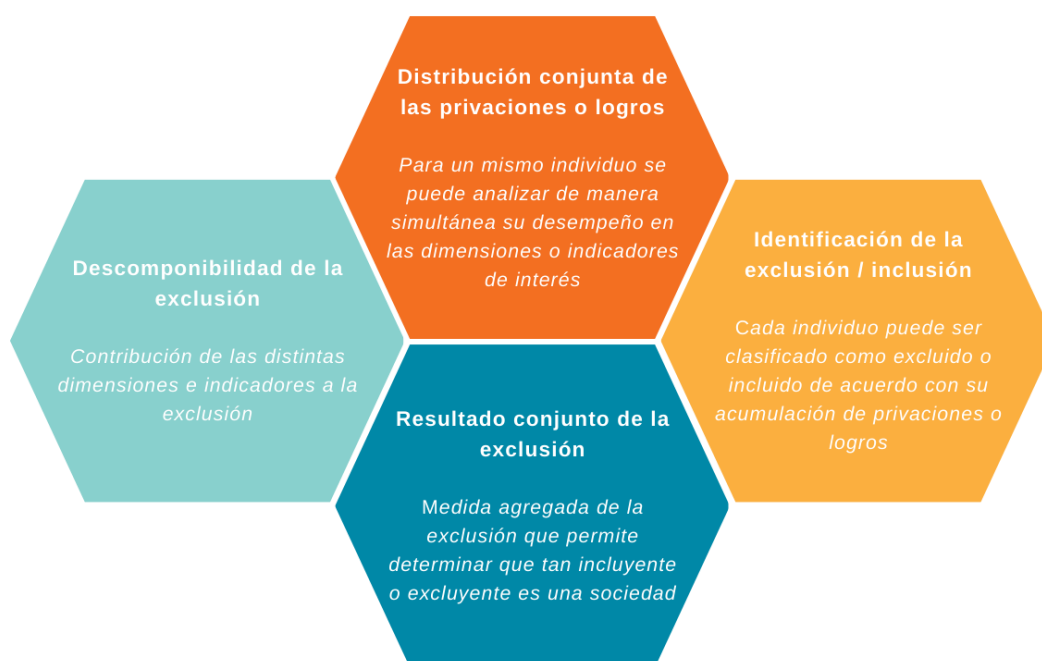 Distribución conjunta de
las privaciones o logros
Para un mismo individuo se
puede analizar de manera
simultánea su desempeño en
las dimensiones o indicadores
de interés
Descomponibilidad de la
exclusión
Contribución de las distintas
dimensiones e indicadores a la
exclusión
Identificación de la
exclusión / inclusión
Cada individuo puede ser
clasificado como excluido o
incluido de acuerdo con su
acumulación de privaciones o
logros
Resultado conjunto de la
exclusión
Medida agregada de la
exclusión que permite
determinar que tan incluyente
o excluyente es una sociedad